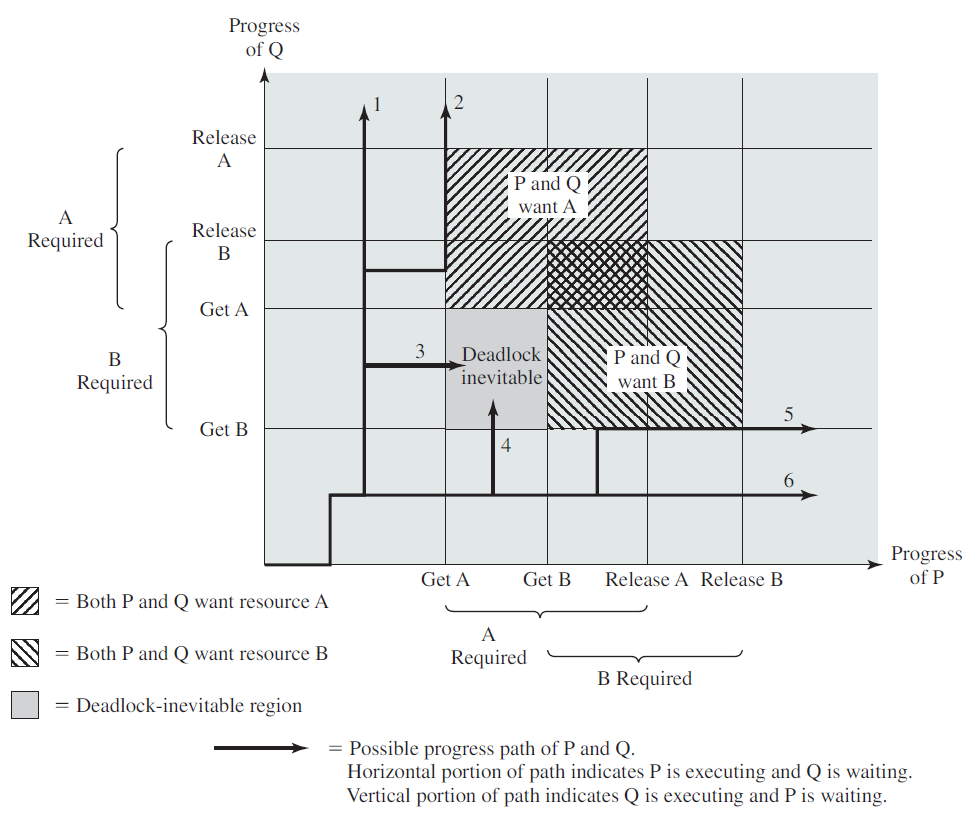 Progress
of Q
1
2
Release
A
P and Q
want A
A
Required
Release
B
Get A
3
Deadlock
inevitable
P and Q
want B
B
Required
Get B
4
5
6
Progress
of P
Get A
Get B
Release A
Release B
A
Required
B Required
= Both P and Q want resource A
= Both P and Q want resource B
= Deadlock-inevitable region
= Possible progress path of P and Q.
Horizontal portion of path indicates P is executing and Q is waiting.
Vertical portion of path indicates Q is executing and P is waiting.